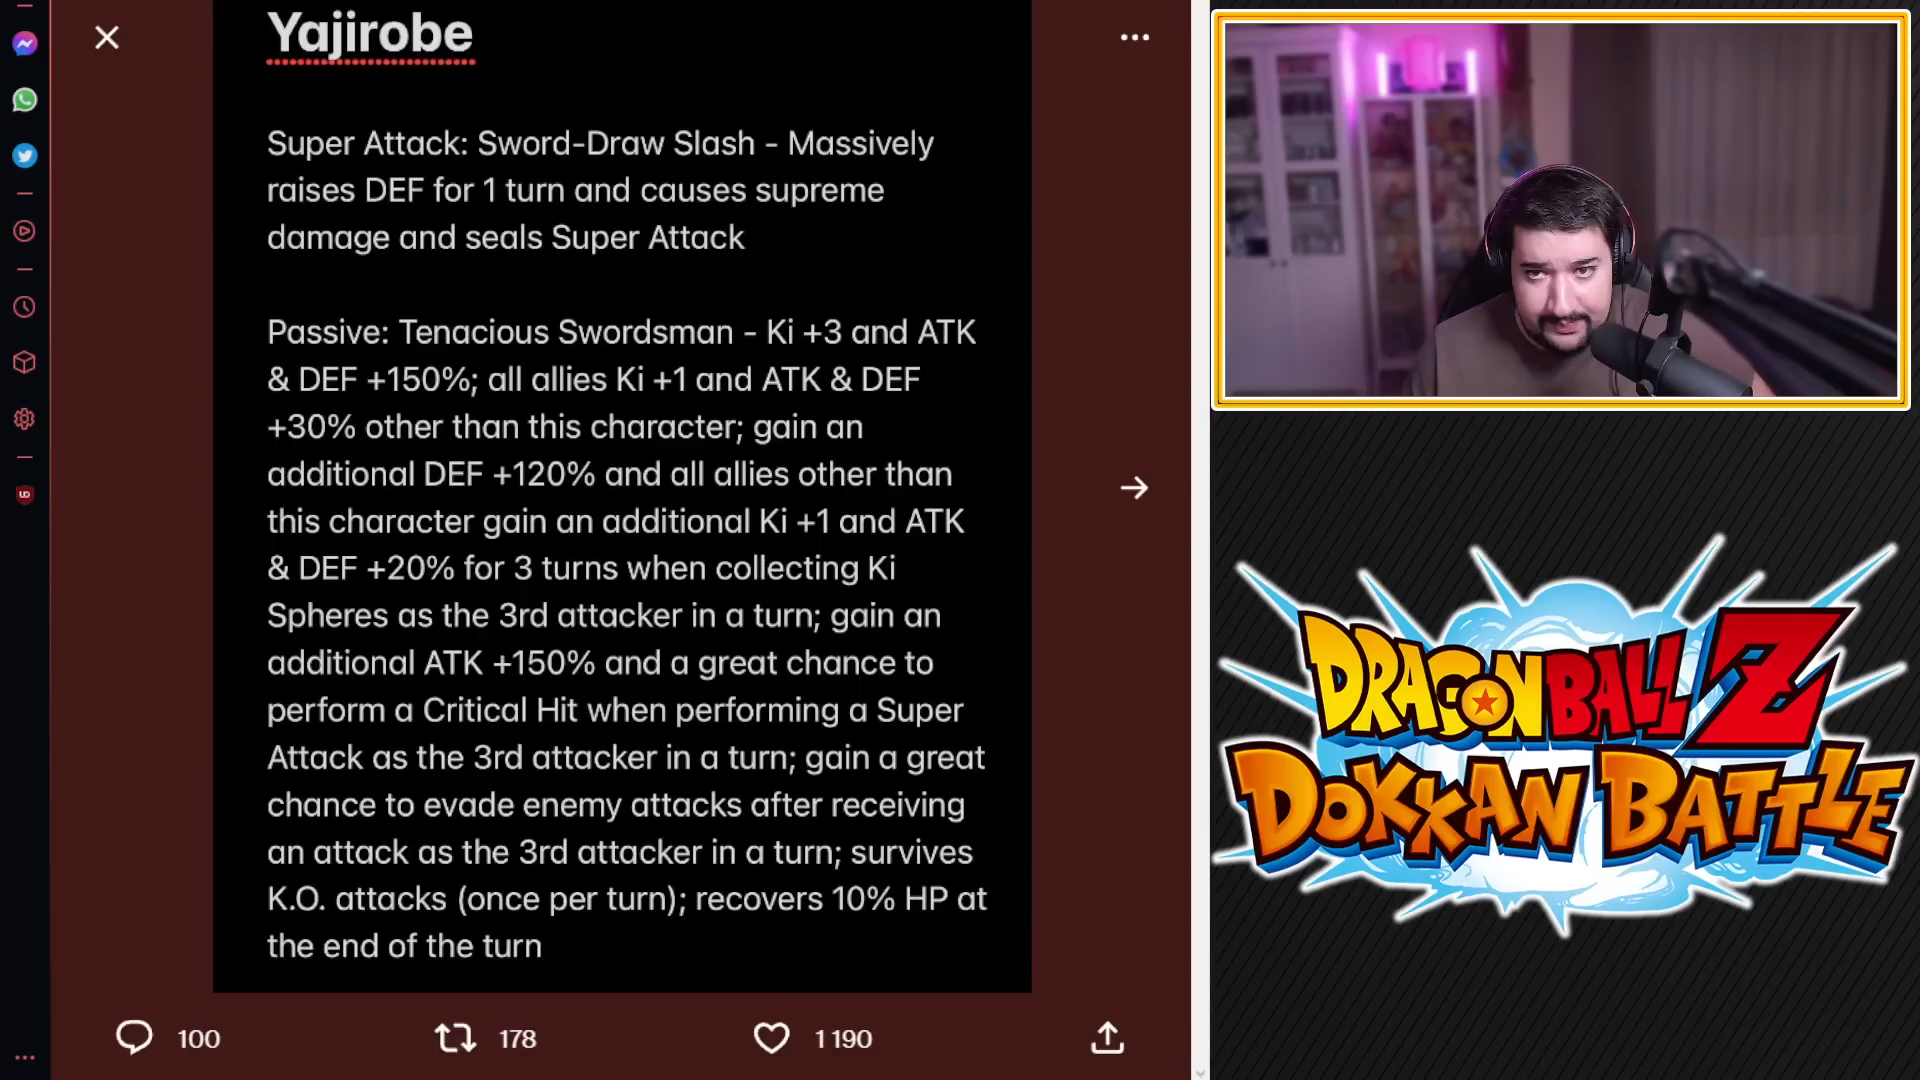 Yajirobe
Super Attack: Sword-Draw Slash - Massively
raises DEF for 1 turn and causes supreme
damage and seals Super Attack
Passive: Tenacious Swordsman - Ki +3 and ATK
& DEF +150%; all allies Ki +1 and ATK & DEF
+30% other than this character; gain an
additional DEF +120% and all allies other than
this character gain an additional Ki +1 and ATK
& DEF +20% for 3 turns when collecting Ki
Spheres as the 3rd attacker in a turn; gain an
additional ATK +150% and a great chance to
perform a Critical Hit when performing a Super
Attack as the 3rd attacker in a turn; gain a great
chance to evade enemy attacks after receiving
an attack as the 3rd attacker in a turn; survives
K.O. attacks (once per turn); recovers 10% HP at
the end of the turn
100
178
1 190
DRAGON BALL Z
DOKKAN BATTLE